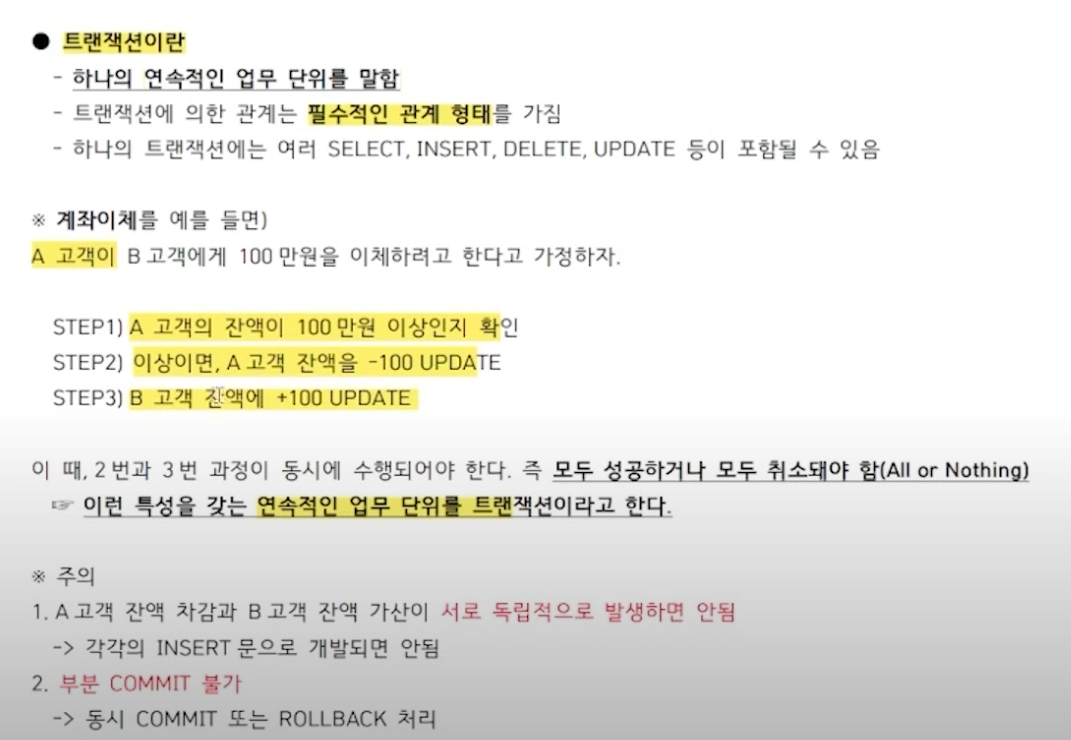 ● 트랜잭션이란
- 하나의 연속적인 업무 단위를 말함
- 트랜잭션에 의한 관계는 필수적인 관계 형태를 가짐
- 하나의 트랜잭션에는 여러 SELECT, INSERT, DELETE, UPDATE 등이 포함될 수 있음
※ 계좌이체를 예를 들면)
A 고객이 B 고객에게 100 만원을 이체하려고 한다고 가정하자.
STEP1) A 고객의 잔액이 100 만원 이상인지 확인
STEP2) 이상이면, A 고객 잔액을 -100 UPDATE
STEP3) B 고객 잔액에 +100 UPDATE
이 때, 2 번과 3 번 과정이 동시에 수행되어야 한다. 즉 모두 성공하거나 모두 취소돼야 함(All or Nothing)
☞ 이런 특성을 갖는 연속적인 업무 단위를 트랜잭션이라고 한다.
※ 주의
1. A 고객 잔액 차감과 B 고객 잔액 가산이 서로 독립적으로 발생하면 안됨
-> 각각의 INSERT 문으로 개발되면 안됨
2. 부분 COMMIT 불가
-> 동시 COMMIT 또는 ROLLBACK 처리